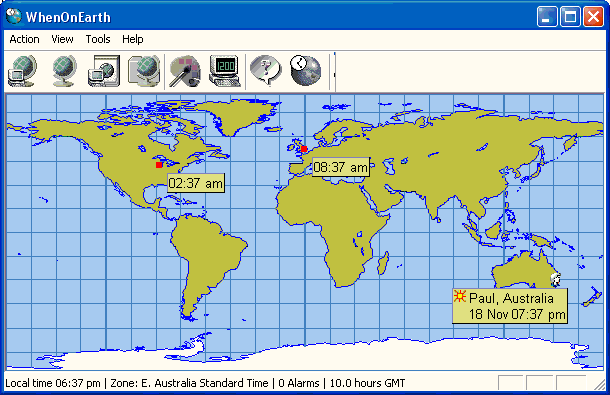 WhenOnEarth
Action View Tools Help
1200
08:37 am
02:37 am
Paul, Australia
18 Nov 07:37 pm
Local time 06:37 pm | Zone: E. Australia Standard Time | 0 Alarms | 10.0 hours GMT